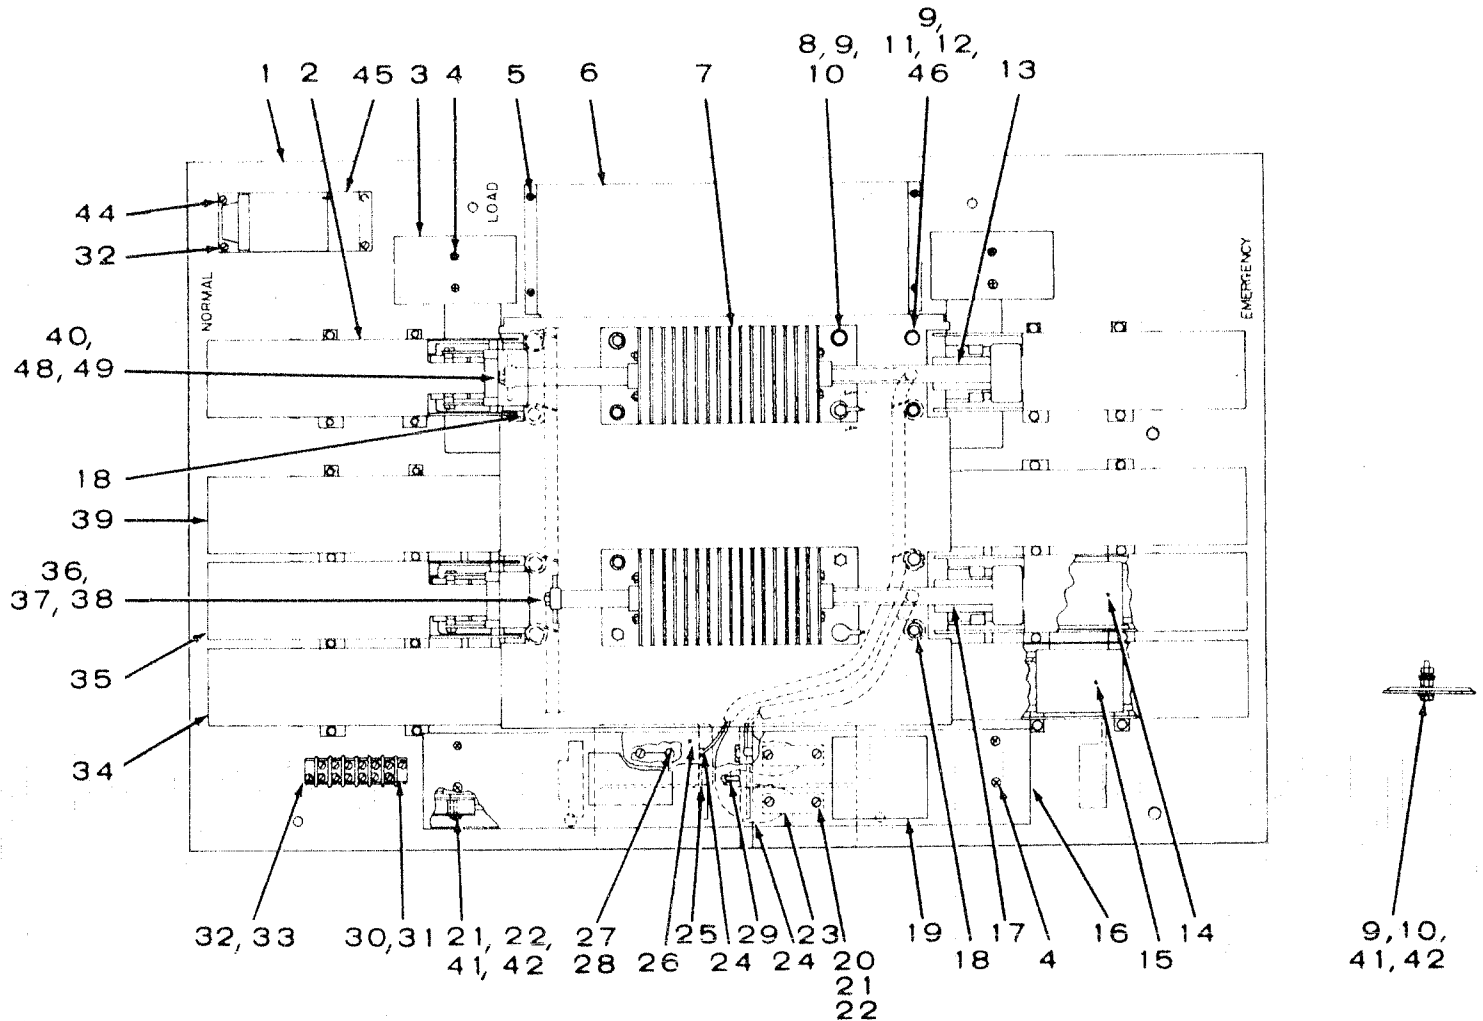 9,
8, 9, 11, 12,
1 2 45 3 4 5 6 7 10 46 13
LOAD
44
32
NORMAL
EMERGENCY
40,
48, 49
18
39
36,
37, 38
35
34
32, 33 30, 31 21, 22, 27 25 29 23 19 17 16 14 9, 10,
41, 42 28 26 24 24 20 18 4 15 41, 42
21
22